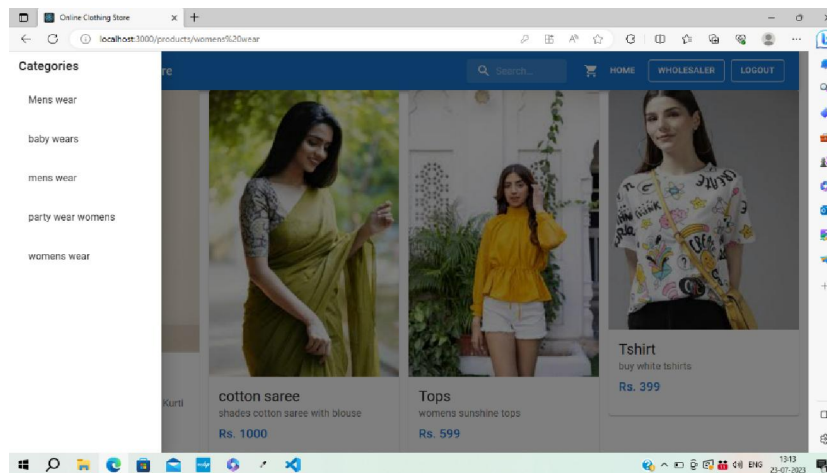 Online Clothing Store
localhost:3000/products/womens%20wear
Categories
Mens wear
baby wears
mens wear
party wear womens
womens wear
re
Search...
HOME
WHOLESALER
LOGOUT
Kurti
cotton saree
shades cotton saree with blouse
Rs. 1000
Tops
womens sunshine tops
Rs. 599
Tshirt
buy white tshirts
Rs. 399
ENG
13:13
23-07-2023